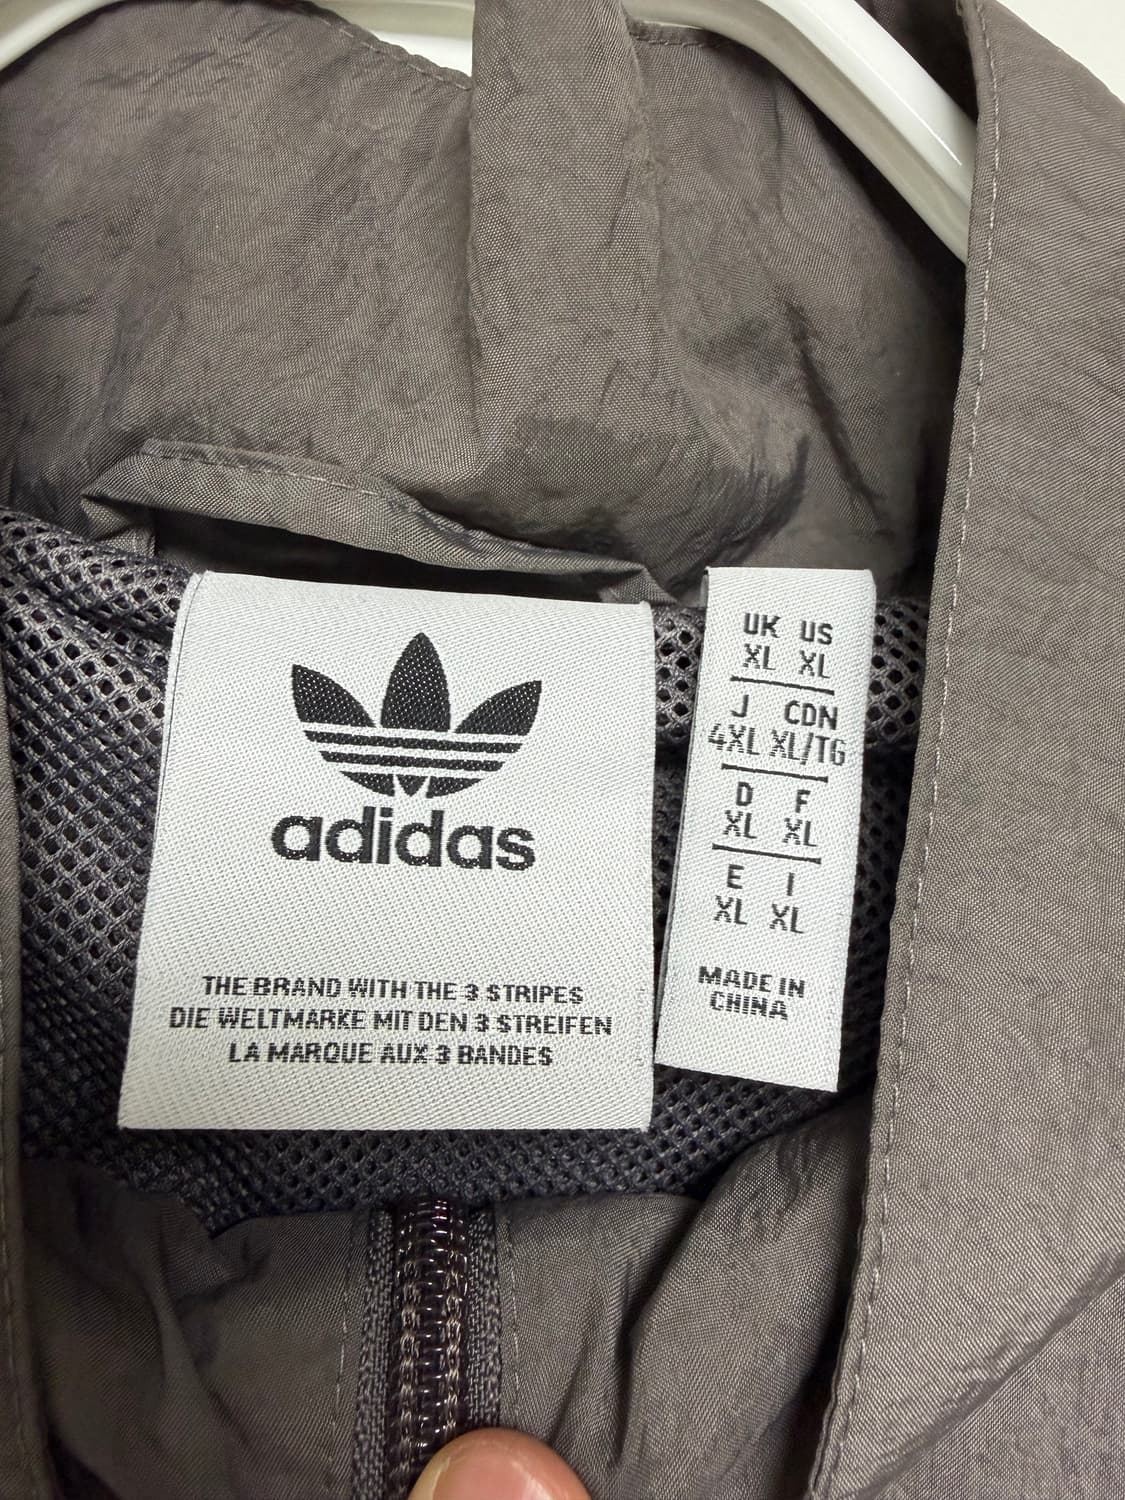 adidas
THE BRAND WITH THE 3 STRIPES
DIE WELTMARKE MIT DEN 3 STREIFEN
LA MARQUE AUX 3 BANDES
UK US
XL XL
J CDN
4XL XL/TG
D F
XL XL
E I
XL XL
MADE IN
CHINA